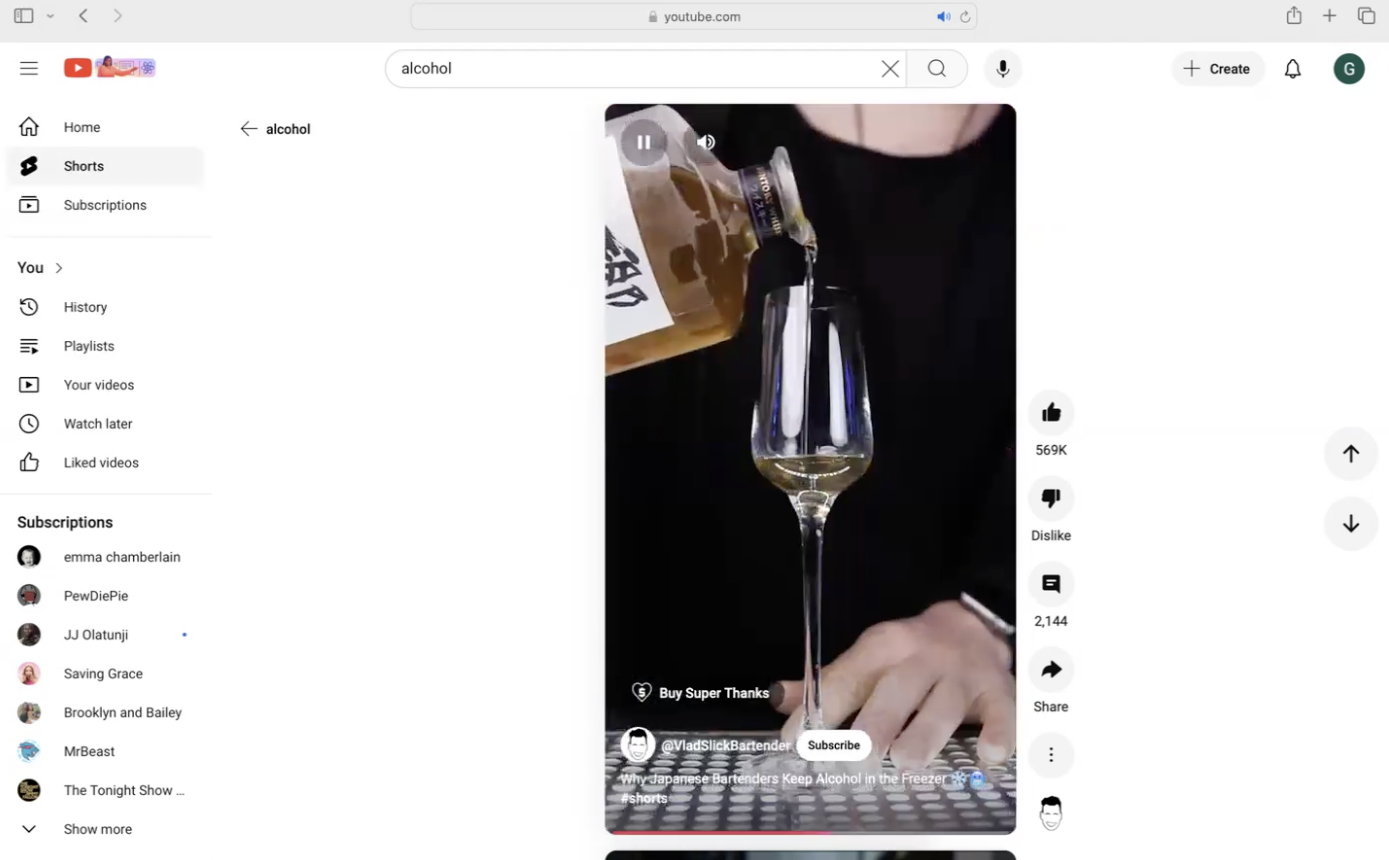 youtube.com
alcohol
Create
G
Home
Shorts
Subscriptions
alcohol
You
History
Playlists
Your videos
Watch later
Liked videos
Subscriptions
emma chamberlain
PewDiePie
JJ Olatunji
Saving Grace
Brooklyn and Bailey
MrBeast
The Tonight Show ...
Show more
Buy Super Thanks
@VladSlickBartender Subscribe
Why Japanese Bartenders Keep Alcohol in the Freezer
#shorts
569K
Dislike
2,144
Share